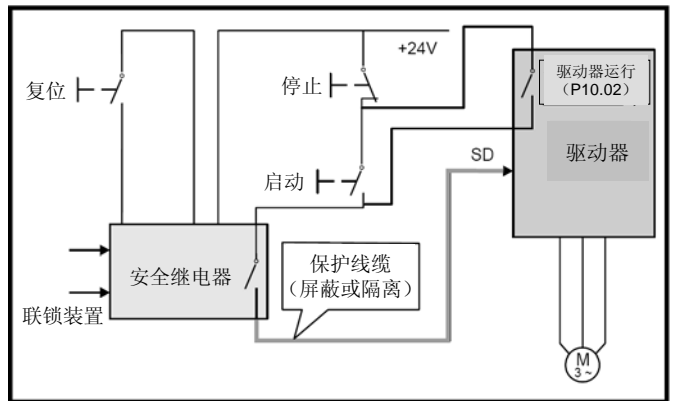 +24V
复位
停止
驱动器运行
（P10.02）
SD
驱动器
启动
安全继电器
保护线缆
（屏蔽或隔离）
联锁装置
M
3 ~